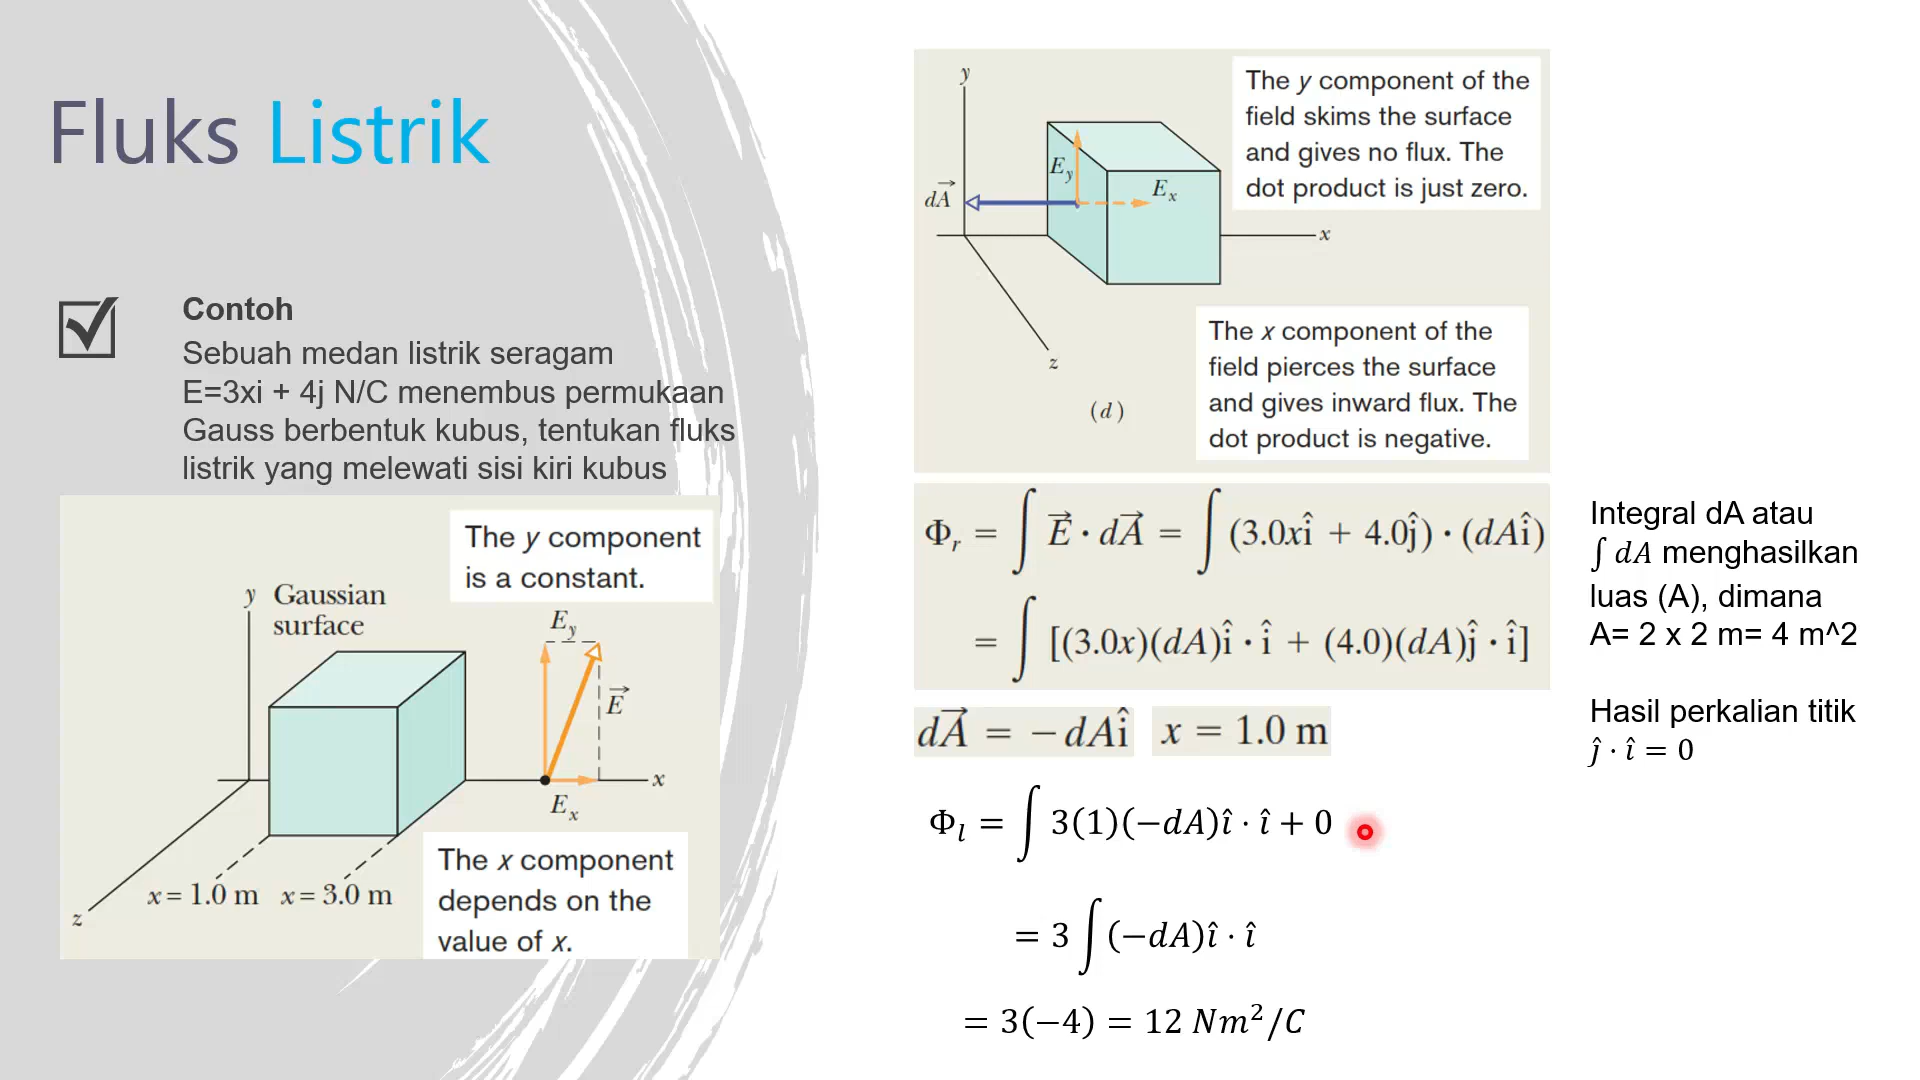 Fluks Listrik
Contoh
Sebuah medan listrik seragam
E=3xi + 4j N/C menembus permukaan
Gauss berbentuk kubus, tentukan fluks
listrik yang melewati sisi kiri kubus
The y component
is a constant.
y Gaussian
surface
E_y
E⃗
x
E_x
The x component
depends on the
value of x.
x = 1.0 m x = 3.0 m
z
y
The y component of the
field skims the surface
and gives no flux. The
dot product is just zero.
E_y
E_x
dA⃗
x
z
The x component of the
field pierces the surface
and gives inward flux. The
dot product is negative.
(d)
Φ_r = ∫ E⃗ · dA⃗ = ∫ (3.0xî + 4.0ĵ) · (dAî)
= ∫ [(3.0x)(dA)î · î + (4.0)(dA)ĵ · î]
dA⃗ = −dAî x = 1.0 m
Φ_l = ∫ 3(1)(−dA)î · î + 0
= 3 ∫ (−dA)î · î
= 3(−4) = 12 Nm²/C
Integral dA atau
∫ dA menghasilkan
luas (A), dimana
A= 2 x 2 m= 4 m^2
Hasil perkalian titik
ĵ · î = 0